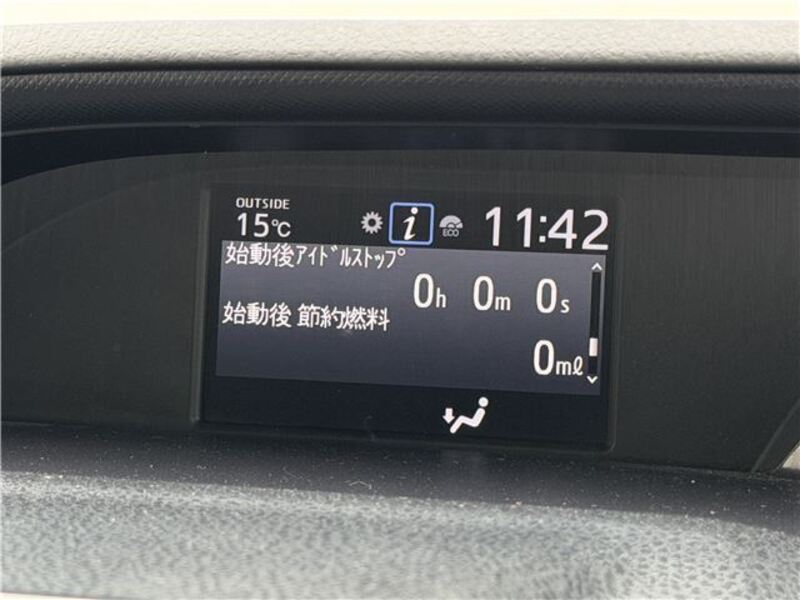 OUTSIDE
15℃
i
ECO
11:42
始動後ｱｲﾄﾞﾙｽﾄｯﾌﾟ
0h 0m 0s
始動後 節約燃料
0mℓ